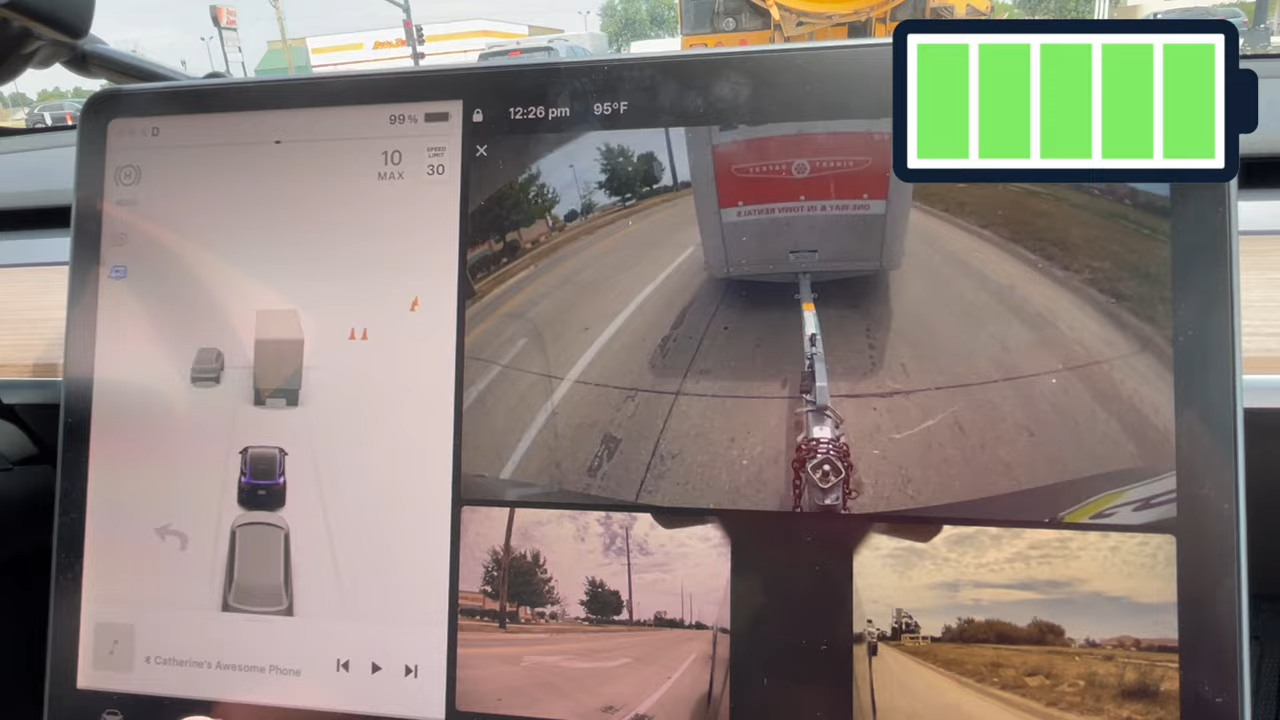 D
99%
12:26 pm
95°F
10
MAX
SPEED
LIMIT
30
ONE-WAY & IN TOWN RENTALS
Catherine's Awesome Phone